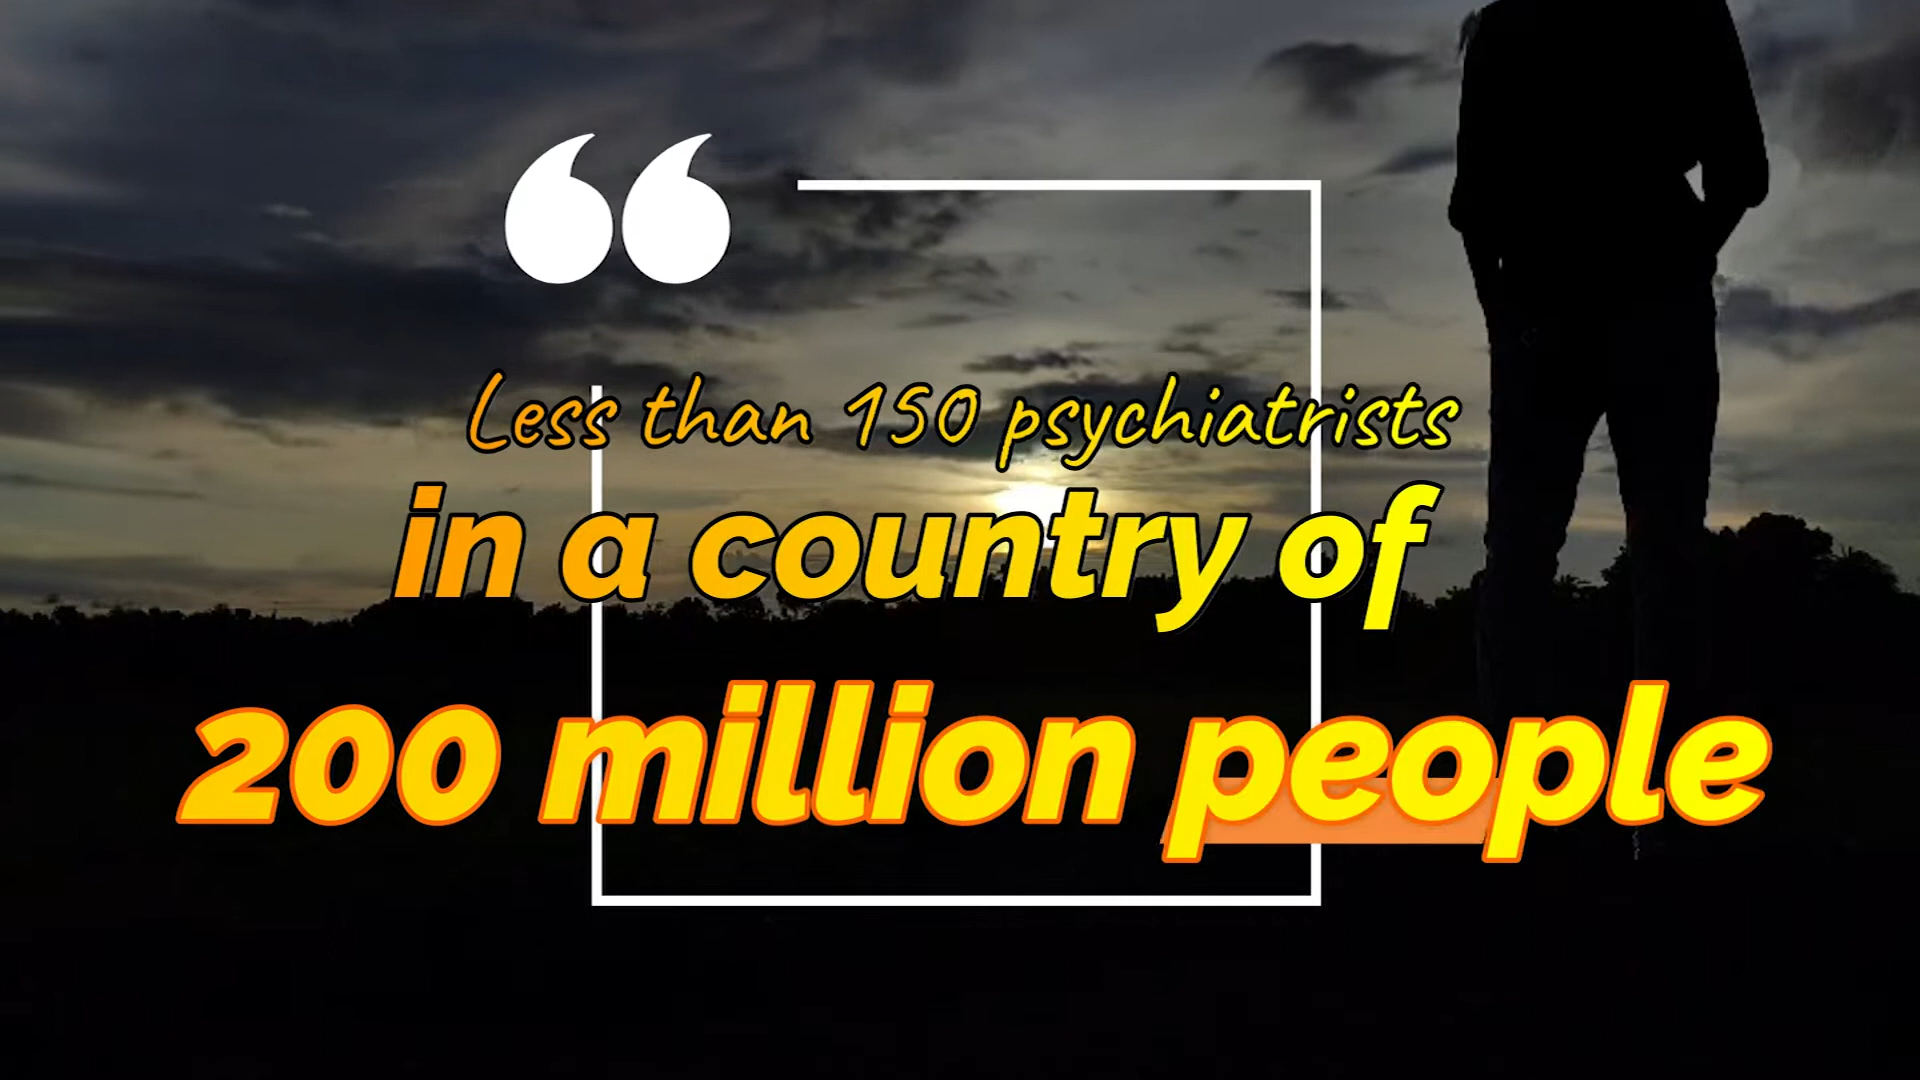 “
Less than 150 psychiatrists
in a country of
200 million people